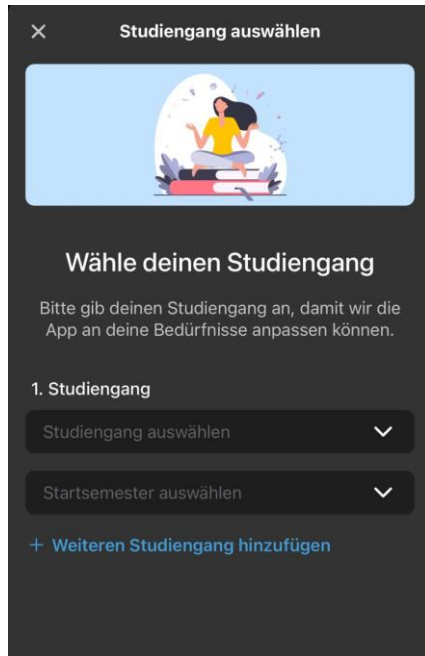 Studiengang auswählen
Wähle deinen Studiengang
Bitte gib deinen Studiengang an, damit wir die
App an deine Bedürfnisse anpassen können.
1. Studiengang
Studiengang auswählen
Startsemester auswählen
+ Weiteren Studiengang hinzufügen